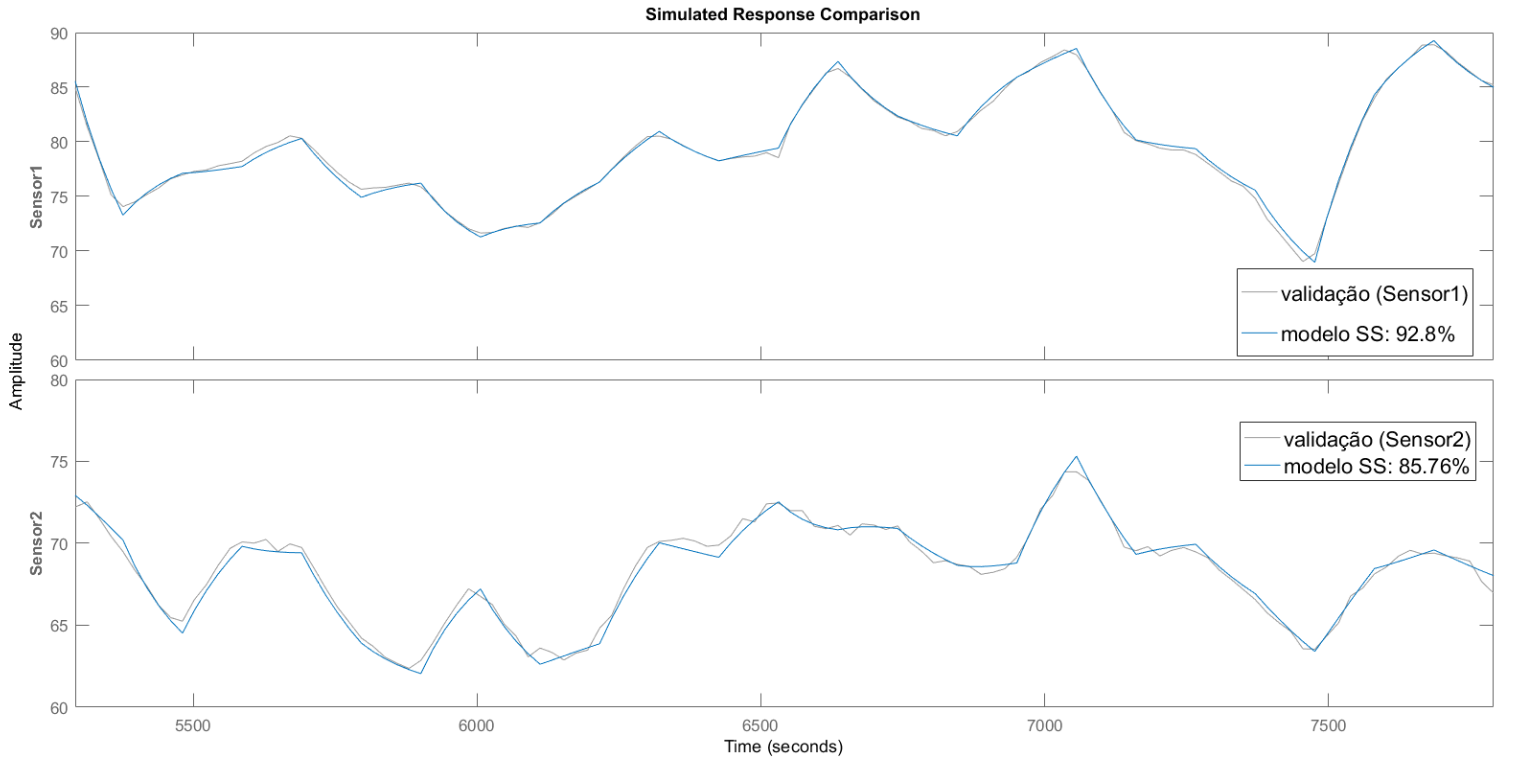 Simulated Response Comparison
90
85
80
75
70
65
60
Sensor1
validação (Sensor1)
modelo SS: 92.8%
Amplitude
80
75
70
65
60
Sensor2
validação (Sensor2)
modelo SS: 85.76%
5500 6000 6500 7000 7500
Time (seconds)